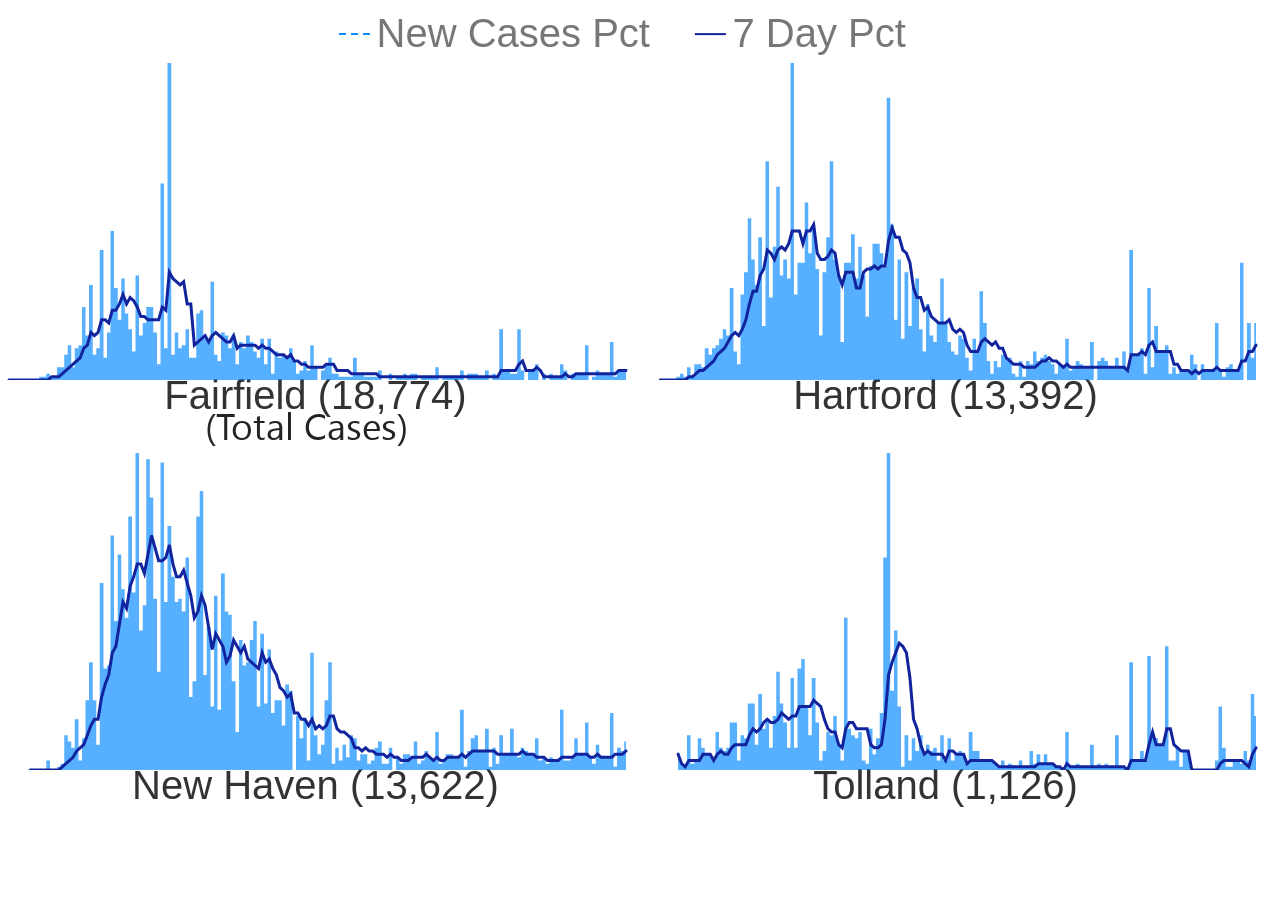 New Cases Pct 7 Day Pct
Fairfield (18,774)
(Total Cases)
Hartford (13,392)
New Haven (13,622)
Tolland (1,126)